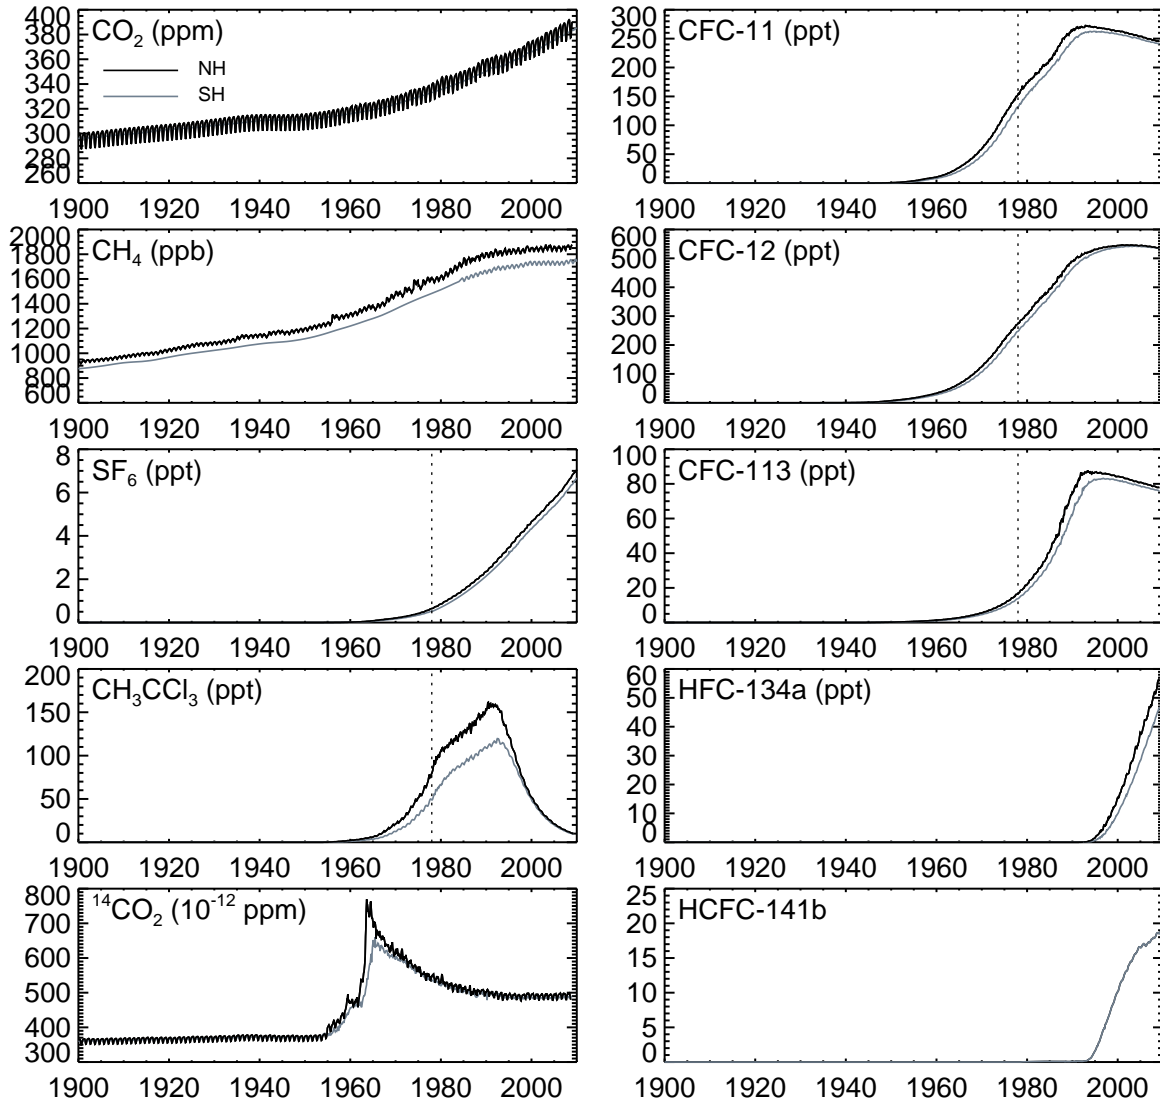 CO2 (ppm)
NH
SH
400
380
360
340
320
300
280
260
1900 1920 1940 1960 1980 2000
CFC-11 (ppt)
300
250
200
150
100
50
0
1900 1920 1940 1960 1980 2000
CH4 (ppb)
2000
1800
1600
1400
1200
1000
800
600
1900 1920 1940 1960 1980 2000
CFC-12 (ppt)
600
500
400
300
200
100
0
1900 1920 1940 1960 1980 2000
SF6 (ppt)
8
6
4
2
0
1900 1920 1940 1960 1980 2000
CFC-113 (ppt)
100
80
60
40
20
0
1900 1920 1940 1960 1980 2000
CH3CCl3 (ppt)
200
150
100
50
0
1900 1920 1940 1960 1980 2000
HFC-134a (ppt)
60
50
40
30
20
10
0
1900 1920 1940 1960 1980 2000
14CO2 (10-12 ppm)
800
700
600
500
400
300
1900 1920 1940 1960 1980 2000
HCFC-141b
25
20
15
10
5
0
1900 1920 1940 1960 1980 2000